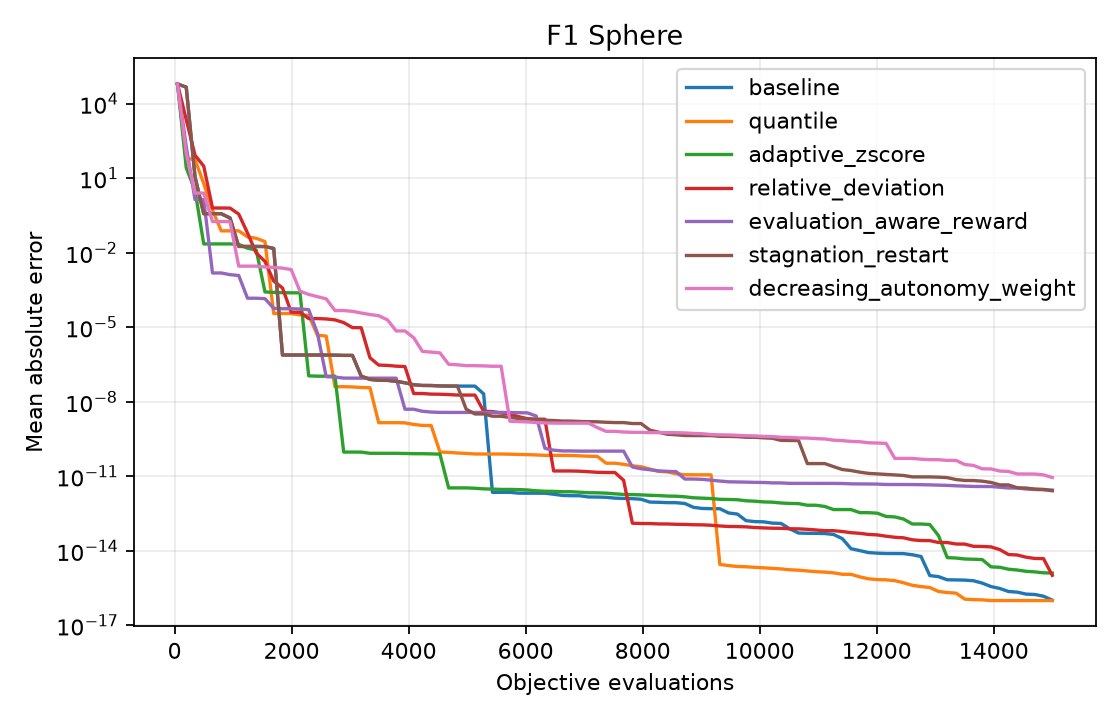 F1 Sphere
Mean absolute error
10^4
10^1
10^−2
10^−5
10^−8
10^−11
10^−14
10^−17
baseline
quantile
adaptive_zscore
relative_deviation
evaluation_aware_reward
stagnation_restart
decreasing_autonomy_weight
0 2000 4000 6000 8000 10000 12000 14000
Objective evaluations